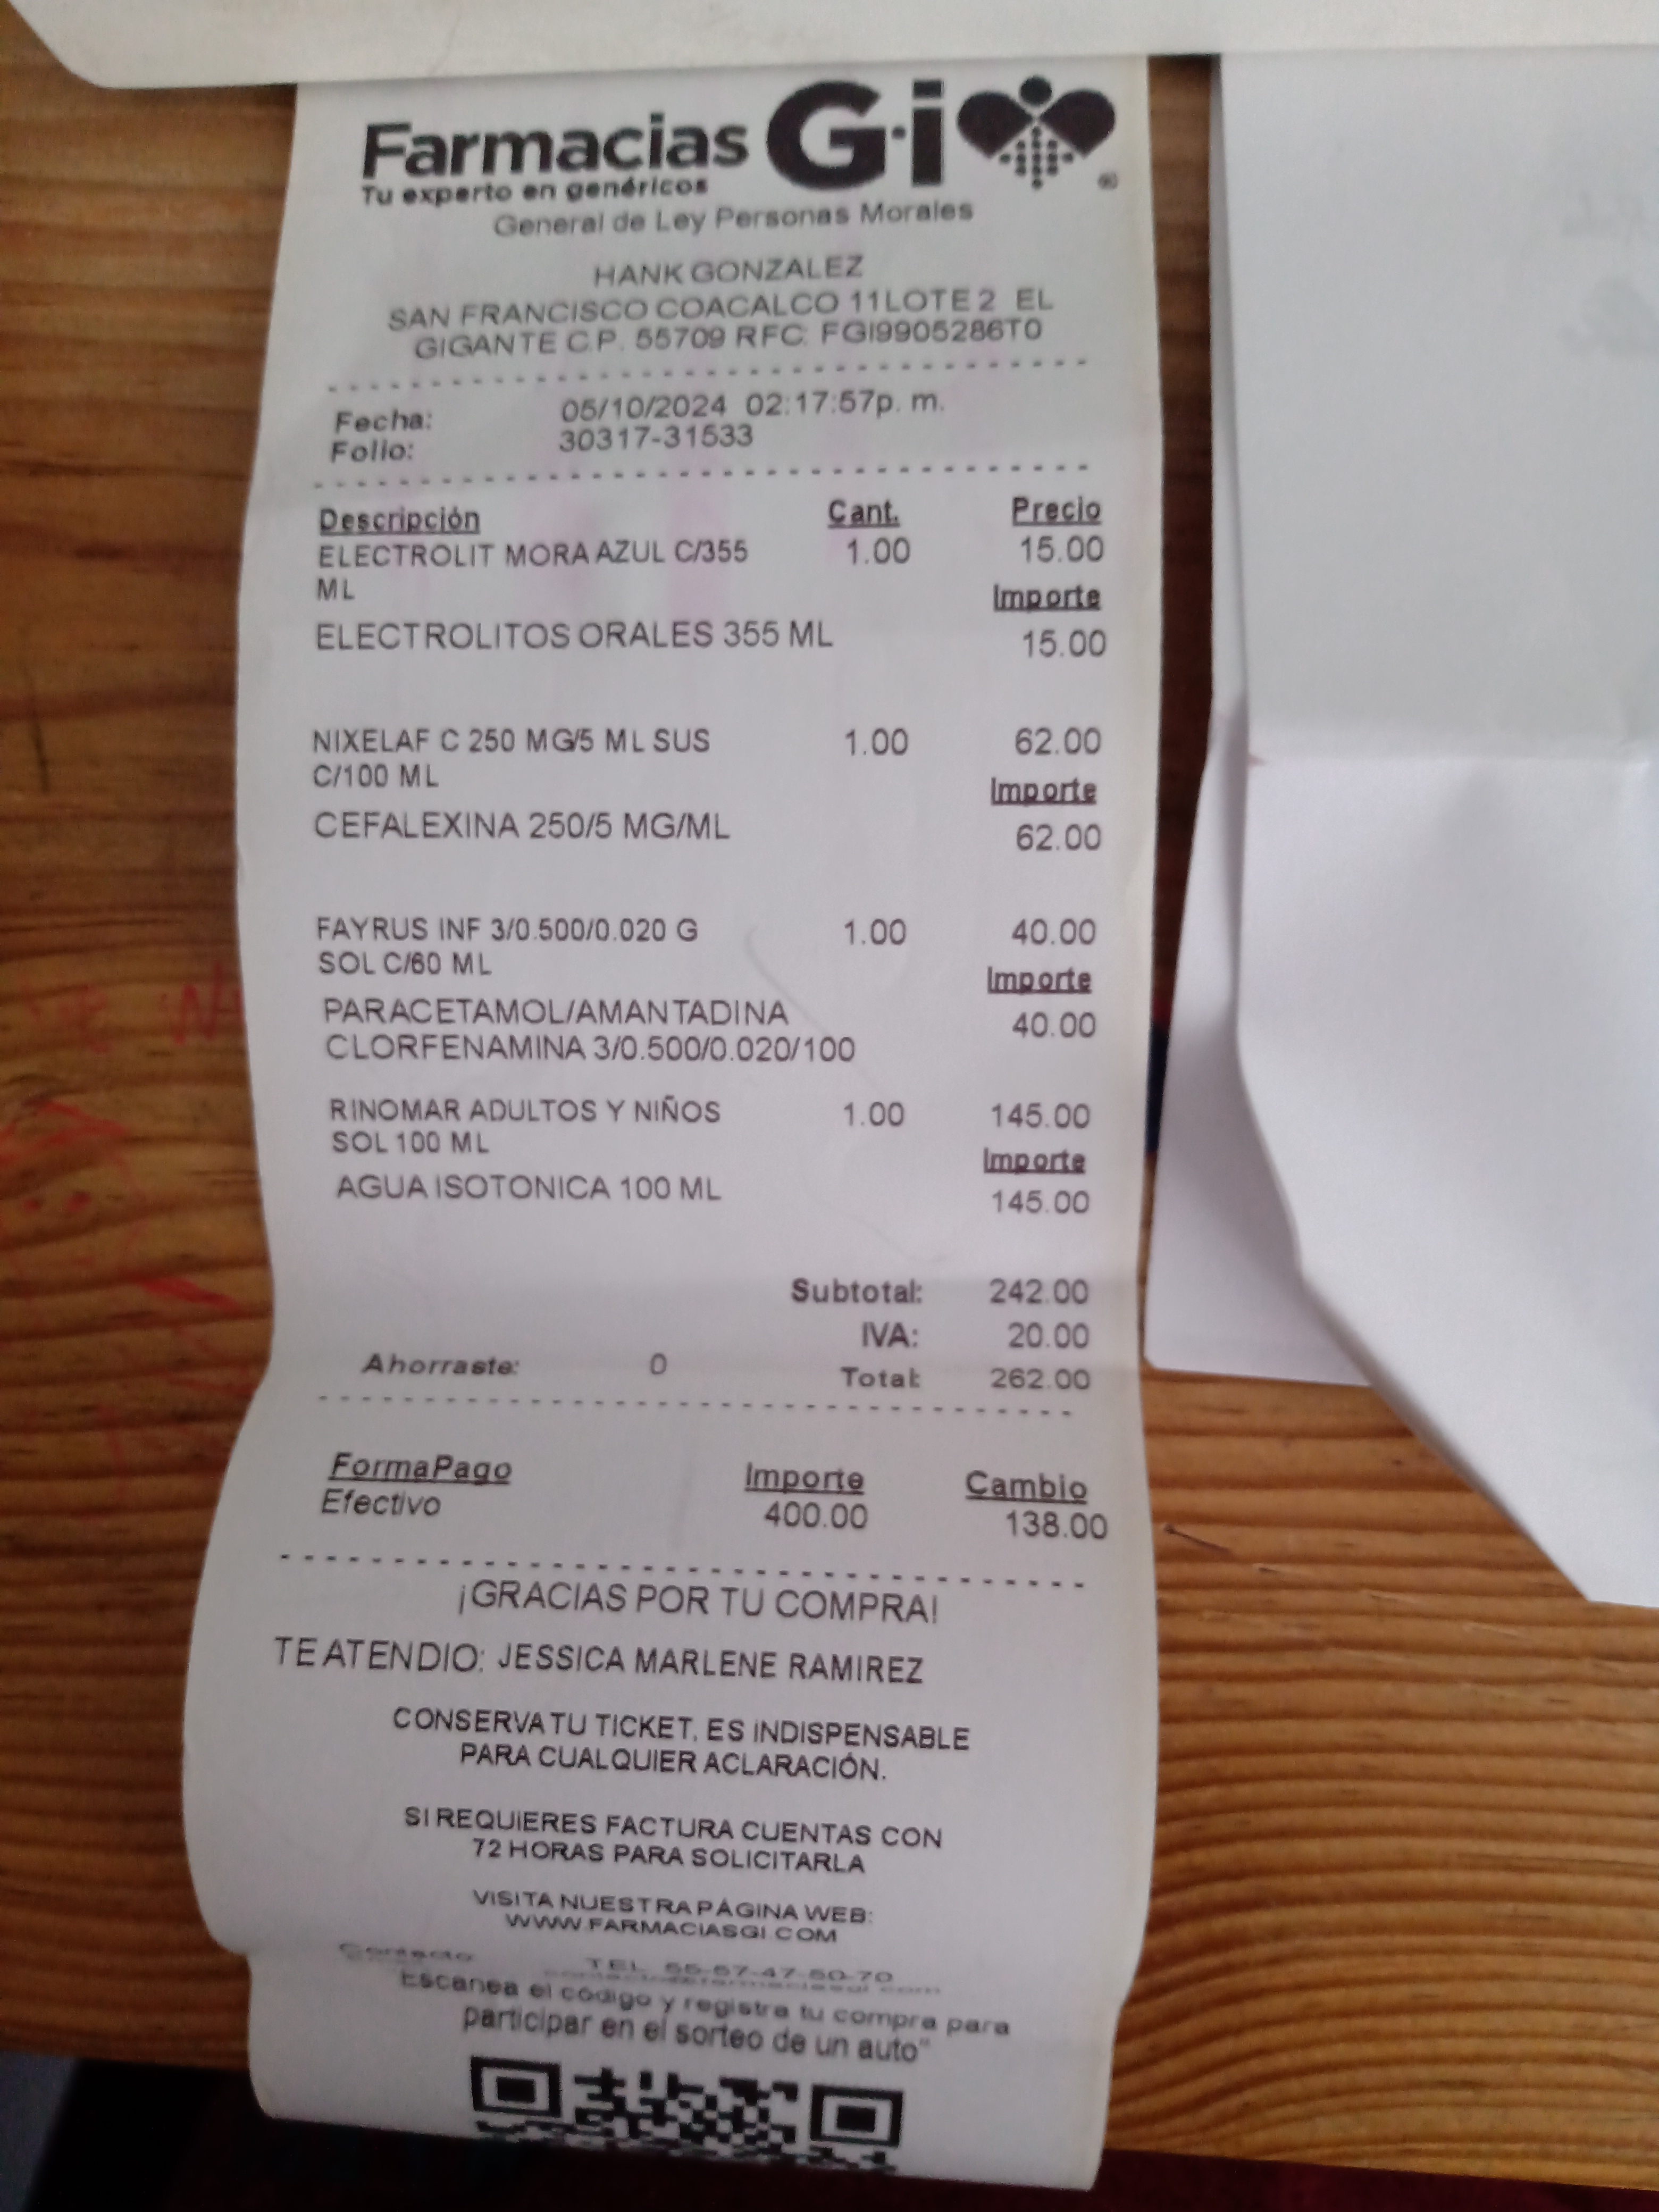 Farmacias G·i
Tu experto en genéricos
General de Ley Personas Morales
HANK GONZALEZ
SAN FRANCISCO COACALCO 11LOTE 2 EL
GIGANTE C.P. 55709 RFC: FGI9905286T0
Fecha: 05/10/2024 02:17:57p. m.
Folio: 30317-31533
Descripción Cant. Precio
ELECTROLIT MORA AZUL C/355 1.00 15.00
ML Importe
ELECTROLITOS ORALES 355 ML 15.00
NIXELAF C 250 MG/5 ML SUS 1.00 62.00
C/100 ML Importe
CEFALEXINA 250/5 MG/ML 62.00
FAYRUS INF 3/0.500/0.020 G 1.00 40.00
SOL C/60 ML Importe
PARACETAMOL/AMANTADINA 40.00
CLORFENAMINA 3/0.500/0.020/100
RINOMAR ADULTOS Y NIÑOS 1.00 145.00
SOL 100 ML Importe
AGUA ISOTONICA 100 ML 145.00
Subtotal: 242.00
IVA: 20.00
Ahorraste: 0 Total: 262.00
FormaPago Importe Cambio
Efectivo 400.00 138.00
¡GRACIAS POR TU COMPRA!
TE ATENDIO: JESSICA MARLENE RAMIREZ
CONSERVA TU TICKET, ES INDISPENSABLE
PARA CUALQUIER ACLARACIÓN.
SI REQUIERES FACTURA CUENTAS CON
72 HORAS PARA SOLICITARLA
VISITA NUESTRA PÁGINA WEB:
WWW.FARMACIASGI.COM
Contacto TEL. 55-57-47-50-70
Escanea el código y registra tu compra para
participar en el sorteo de un auto"